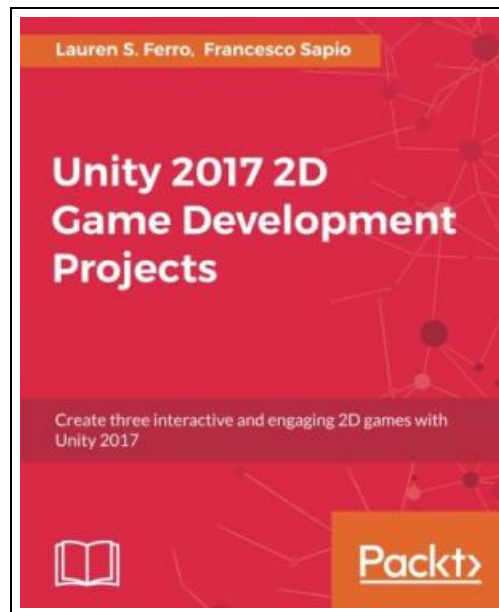 Lauren S. Ferro, Francesco Sapio
Unity 2017 2D
Game Development
Projects
Create three interactive and engaging 2D games with
Unity 2017
Packt>